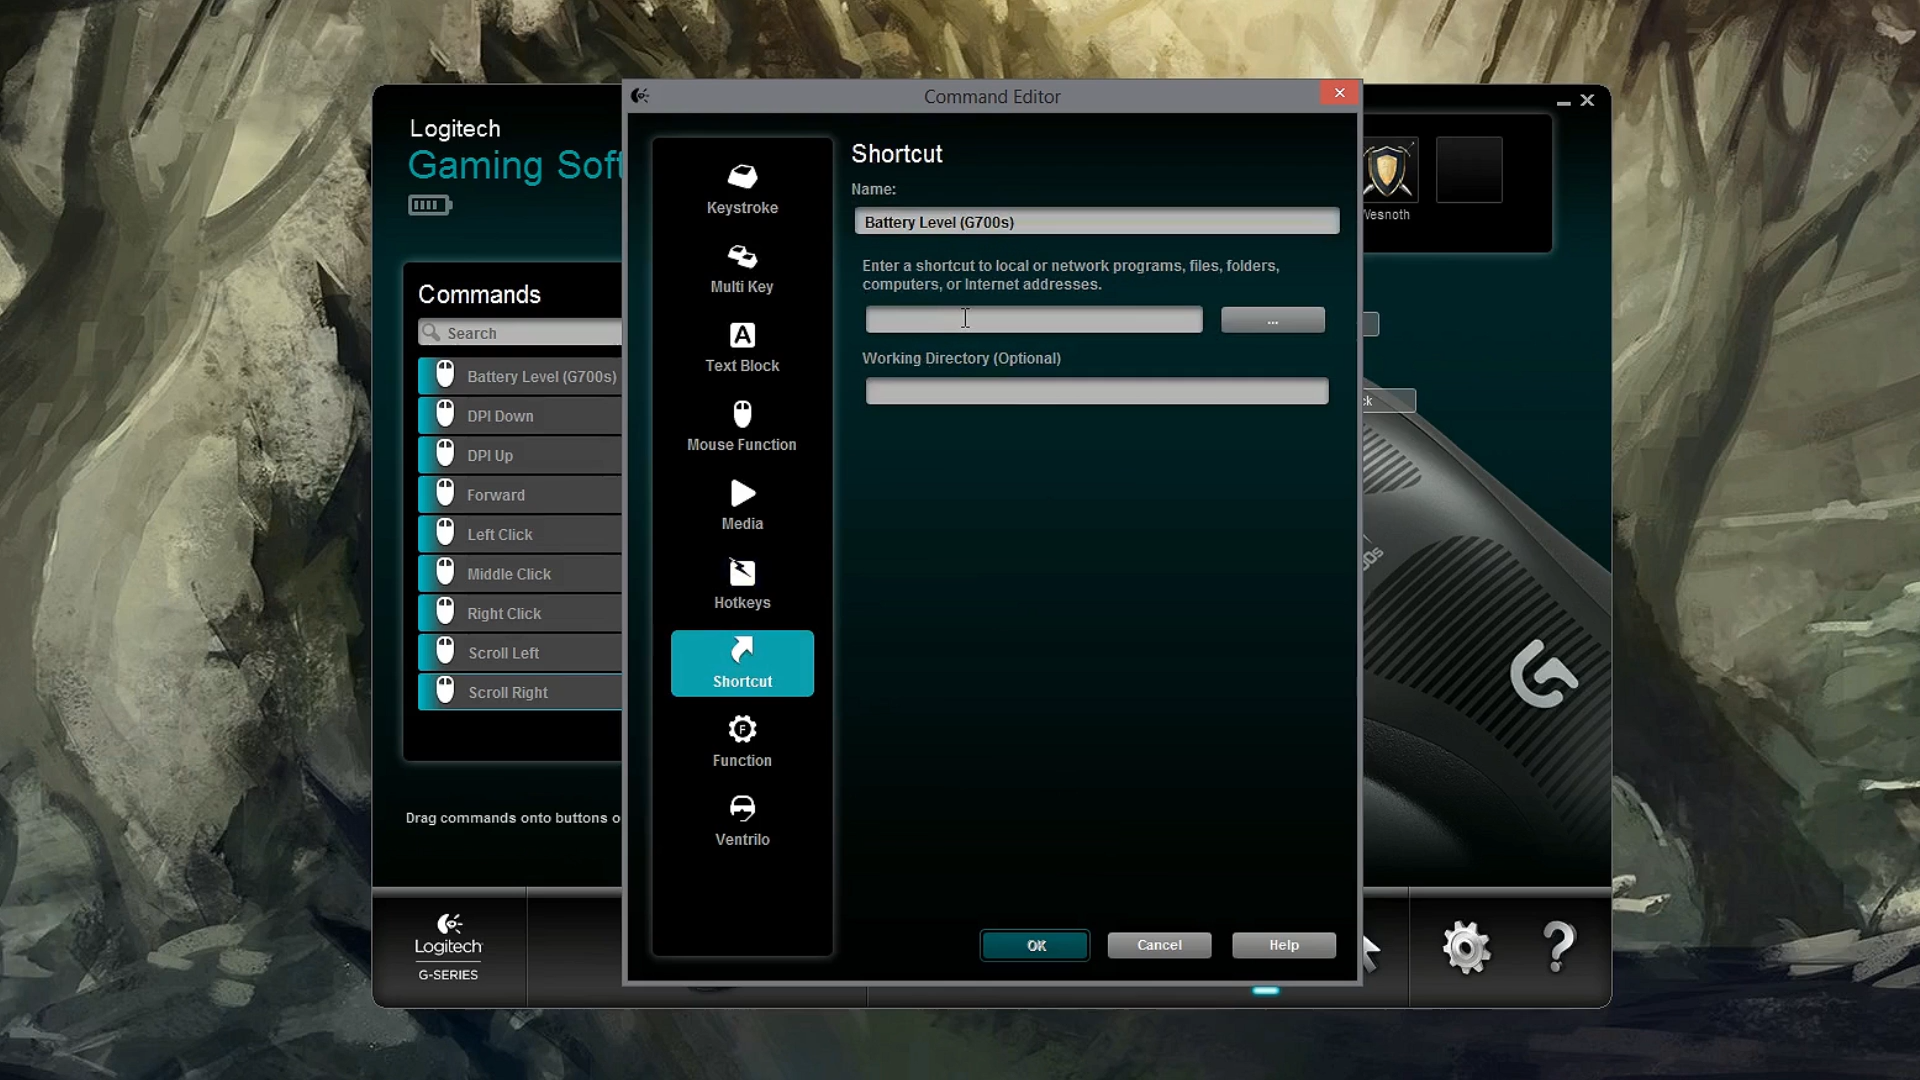 Command Editor
Logitech
Gaming Soft
Wesnoth
Commands
Search
Battery Level (G700s)
DPI Down
DPI Up
Forward
Left Click
Middle Click
Right Click
Scroll Left
Scroll Right
Drag commands onto buttons o
Keystroke
Multi Key
A
Text Block
Mouse Function
Media
Hotkeys
Shortcut
F
Function
Ventrilo
Shortcut
Name:
Battery Level (G700s)
Enter a shortcut to local or network programs, files, folders,
computers, or Internet addresses.
...
Working Directory (Optional)
ck
OK
Cancel
Help
Logitech
G-SERIES
?